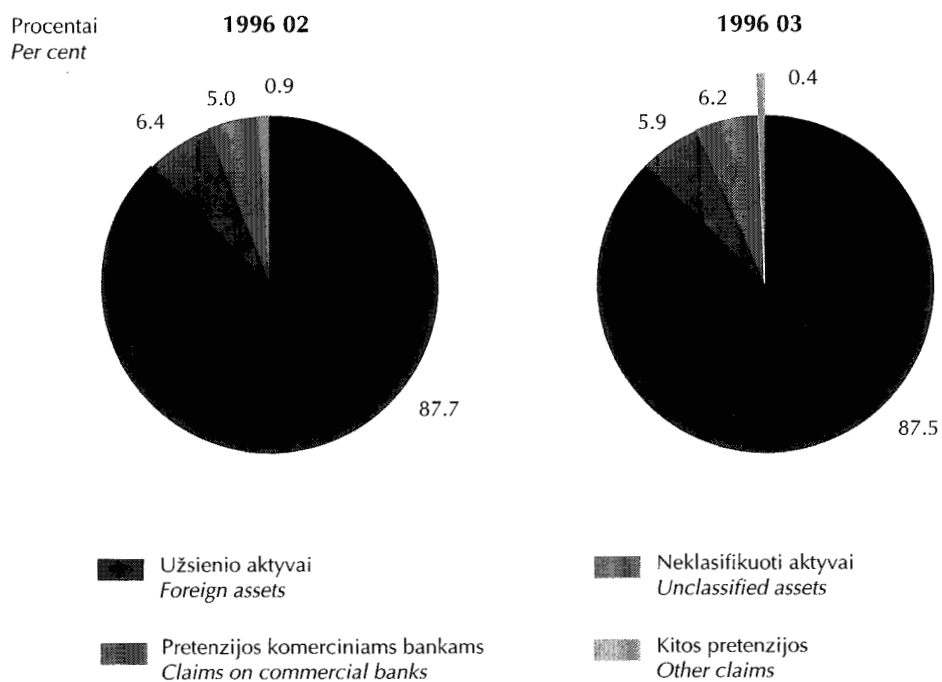 Procentai
Per cent
1996 02
1996 03
6.4
5.0
0.9
87.7
5.9
6.2
0.4
87.5
Užsienio aktyvai
Foreign assets
Pretenzijos komerciniams bankams
Claims on commercial banks
Neklasifikuoti aktyvai
Unclassified assets
Kitos pretenzijos
Other claims